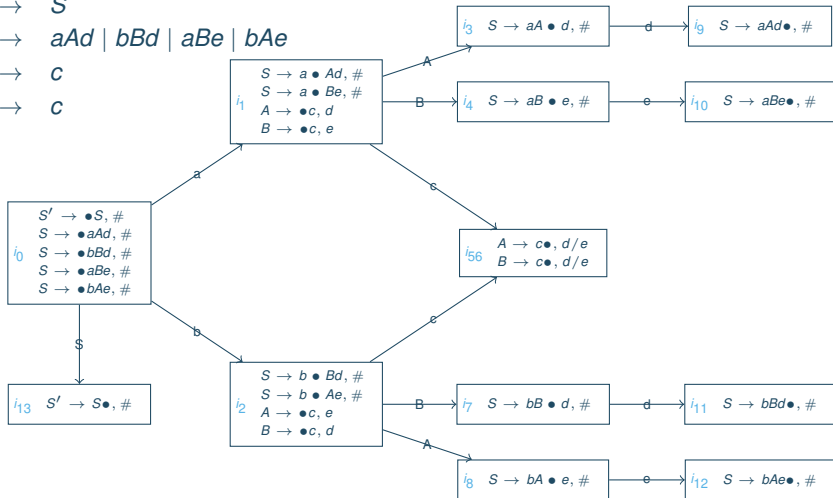 → S
→ aAd | bBd | aBe | bAe
→ c
→ c
i0
S′ → •S, #
S → •aAd, #
S → •bBd, #
S → •aBe, #
S → •bAe, #
a
b
S
i13 S′ → S•, #
i1
S → a • Ad, #
S → a • Be, #
A → •c, d
B → •c, e
A
B
c
i2
S → b • Bd, #
S → b • Ae, #
A → •c, e
B → •c, d
c
B
A
i3 S → aA • d, #
d
i9 S → aAd•, #
i4 S → aB • e, #
e
i10 S → aBe•, #
i56
A → c•, d/e
B → c•, d/e
i7 S → bB • d, #
d
i11 S → bBd•, #
i8 S → bA • e, #
e
i12 S → bAe•, #